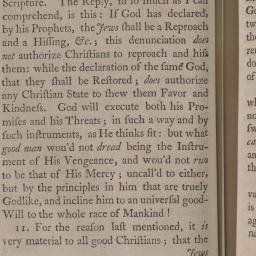 Scripture. The Reply, to so much as I can
comprehend, is this: If God has declared,
by his Prophets, the Jews ſhall be a Reproach
and a Hiſſing, &c.; this denunciation does
not authorize Chriſtians to reproach and hiſs
them: while the declaration of the ſame God,
that they ſhall be Reſtored; does authorize
any Chriſtian State to ſhew them Favor and
Kindneſs. God will execute both his Pro-
miſes and his Threats; in ſuch a way and by
ſuch inſtruments, as He thinks fit: but what
good man wou'd not dread being the Inſtru-
ment of His Vengeance, and wou'd not run
to be that of His Mercy; uncall'd to either,
but by the principles in him that are truly
Godlike, and incline him to an univerſal good-
Will to the whole race of Mankind!
11. For the reaſon laſt mentioned, it is
very material to all good Chriſtians; that the
Jews